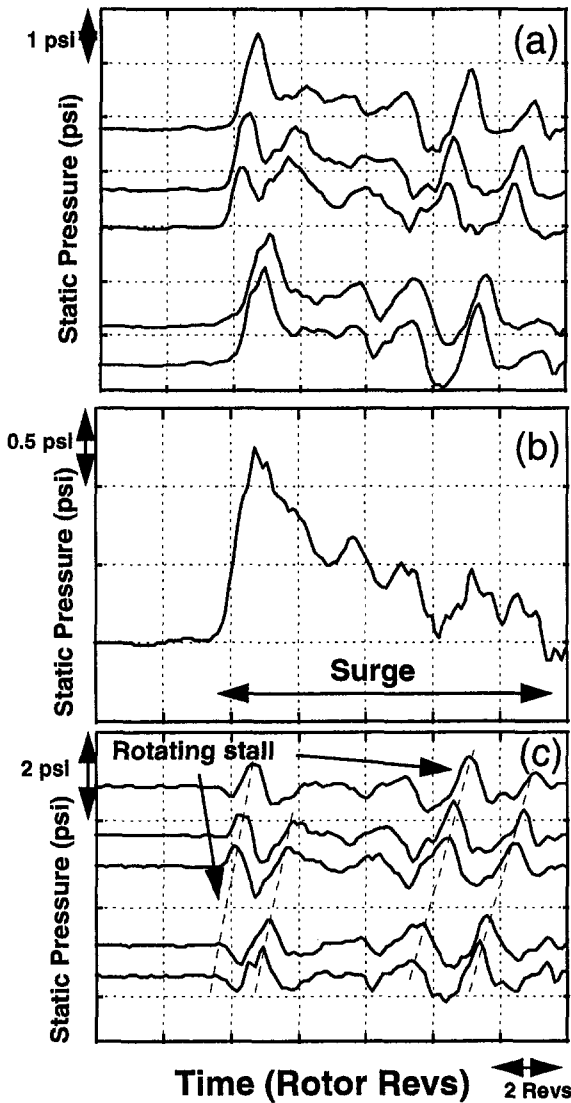 (a)
1 psi
Static Pressure (psi)
(b)
0.5 psi
Static Pressure (psi)
Surge
(c)
Rotating stall
2 psi
Static Pressure (psi)
Time (Rotor Revs)
2 Revs